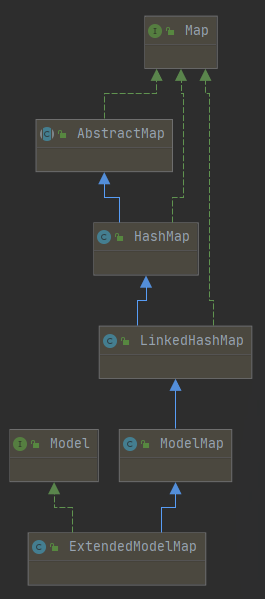 I Map
C AbstractMap
C HashMap
C LinkedHashMap
I Model
C ModelMap
C ExtendedModelMap